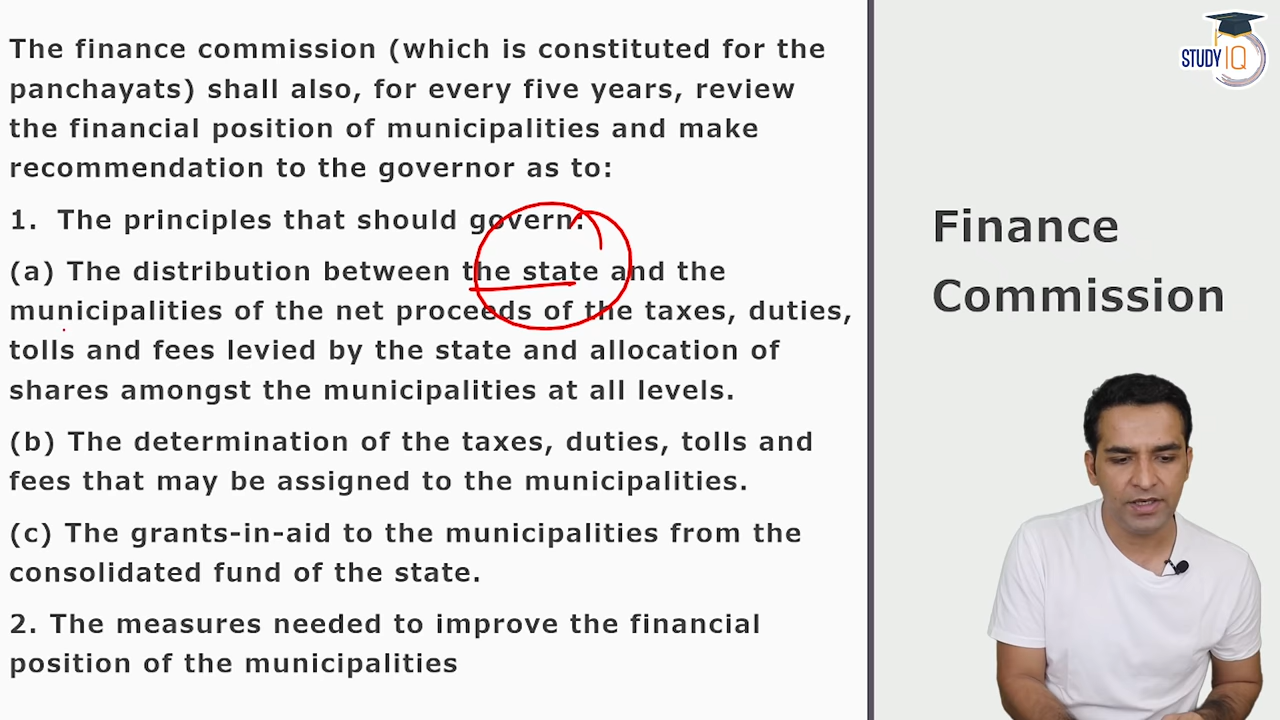 The finance commission (which is constituted for the
panchayats) shall also, for every five years, review
the financial position of municipalities and make
recommendation to the governor as to:
1. The principles that should govern:
(a) The distribution between the state and the
municipalities of the net proceeds of the taxes, duties,
tolls and fees levied by the state and allocation of
shares amongst the municipalities at all levels.
(b) The determination of the taxes, duties, tolls and
fees that may be assigned to the municipalities.
(c) The grants-in-aid to the municipalities from the
consolidated fund of the state.
2. The measures needed to improve the financial
position of the municipalities
STUDY IQ
Finance
Commission